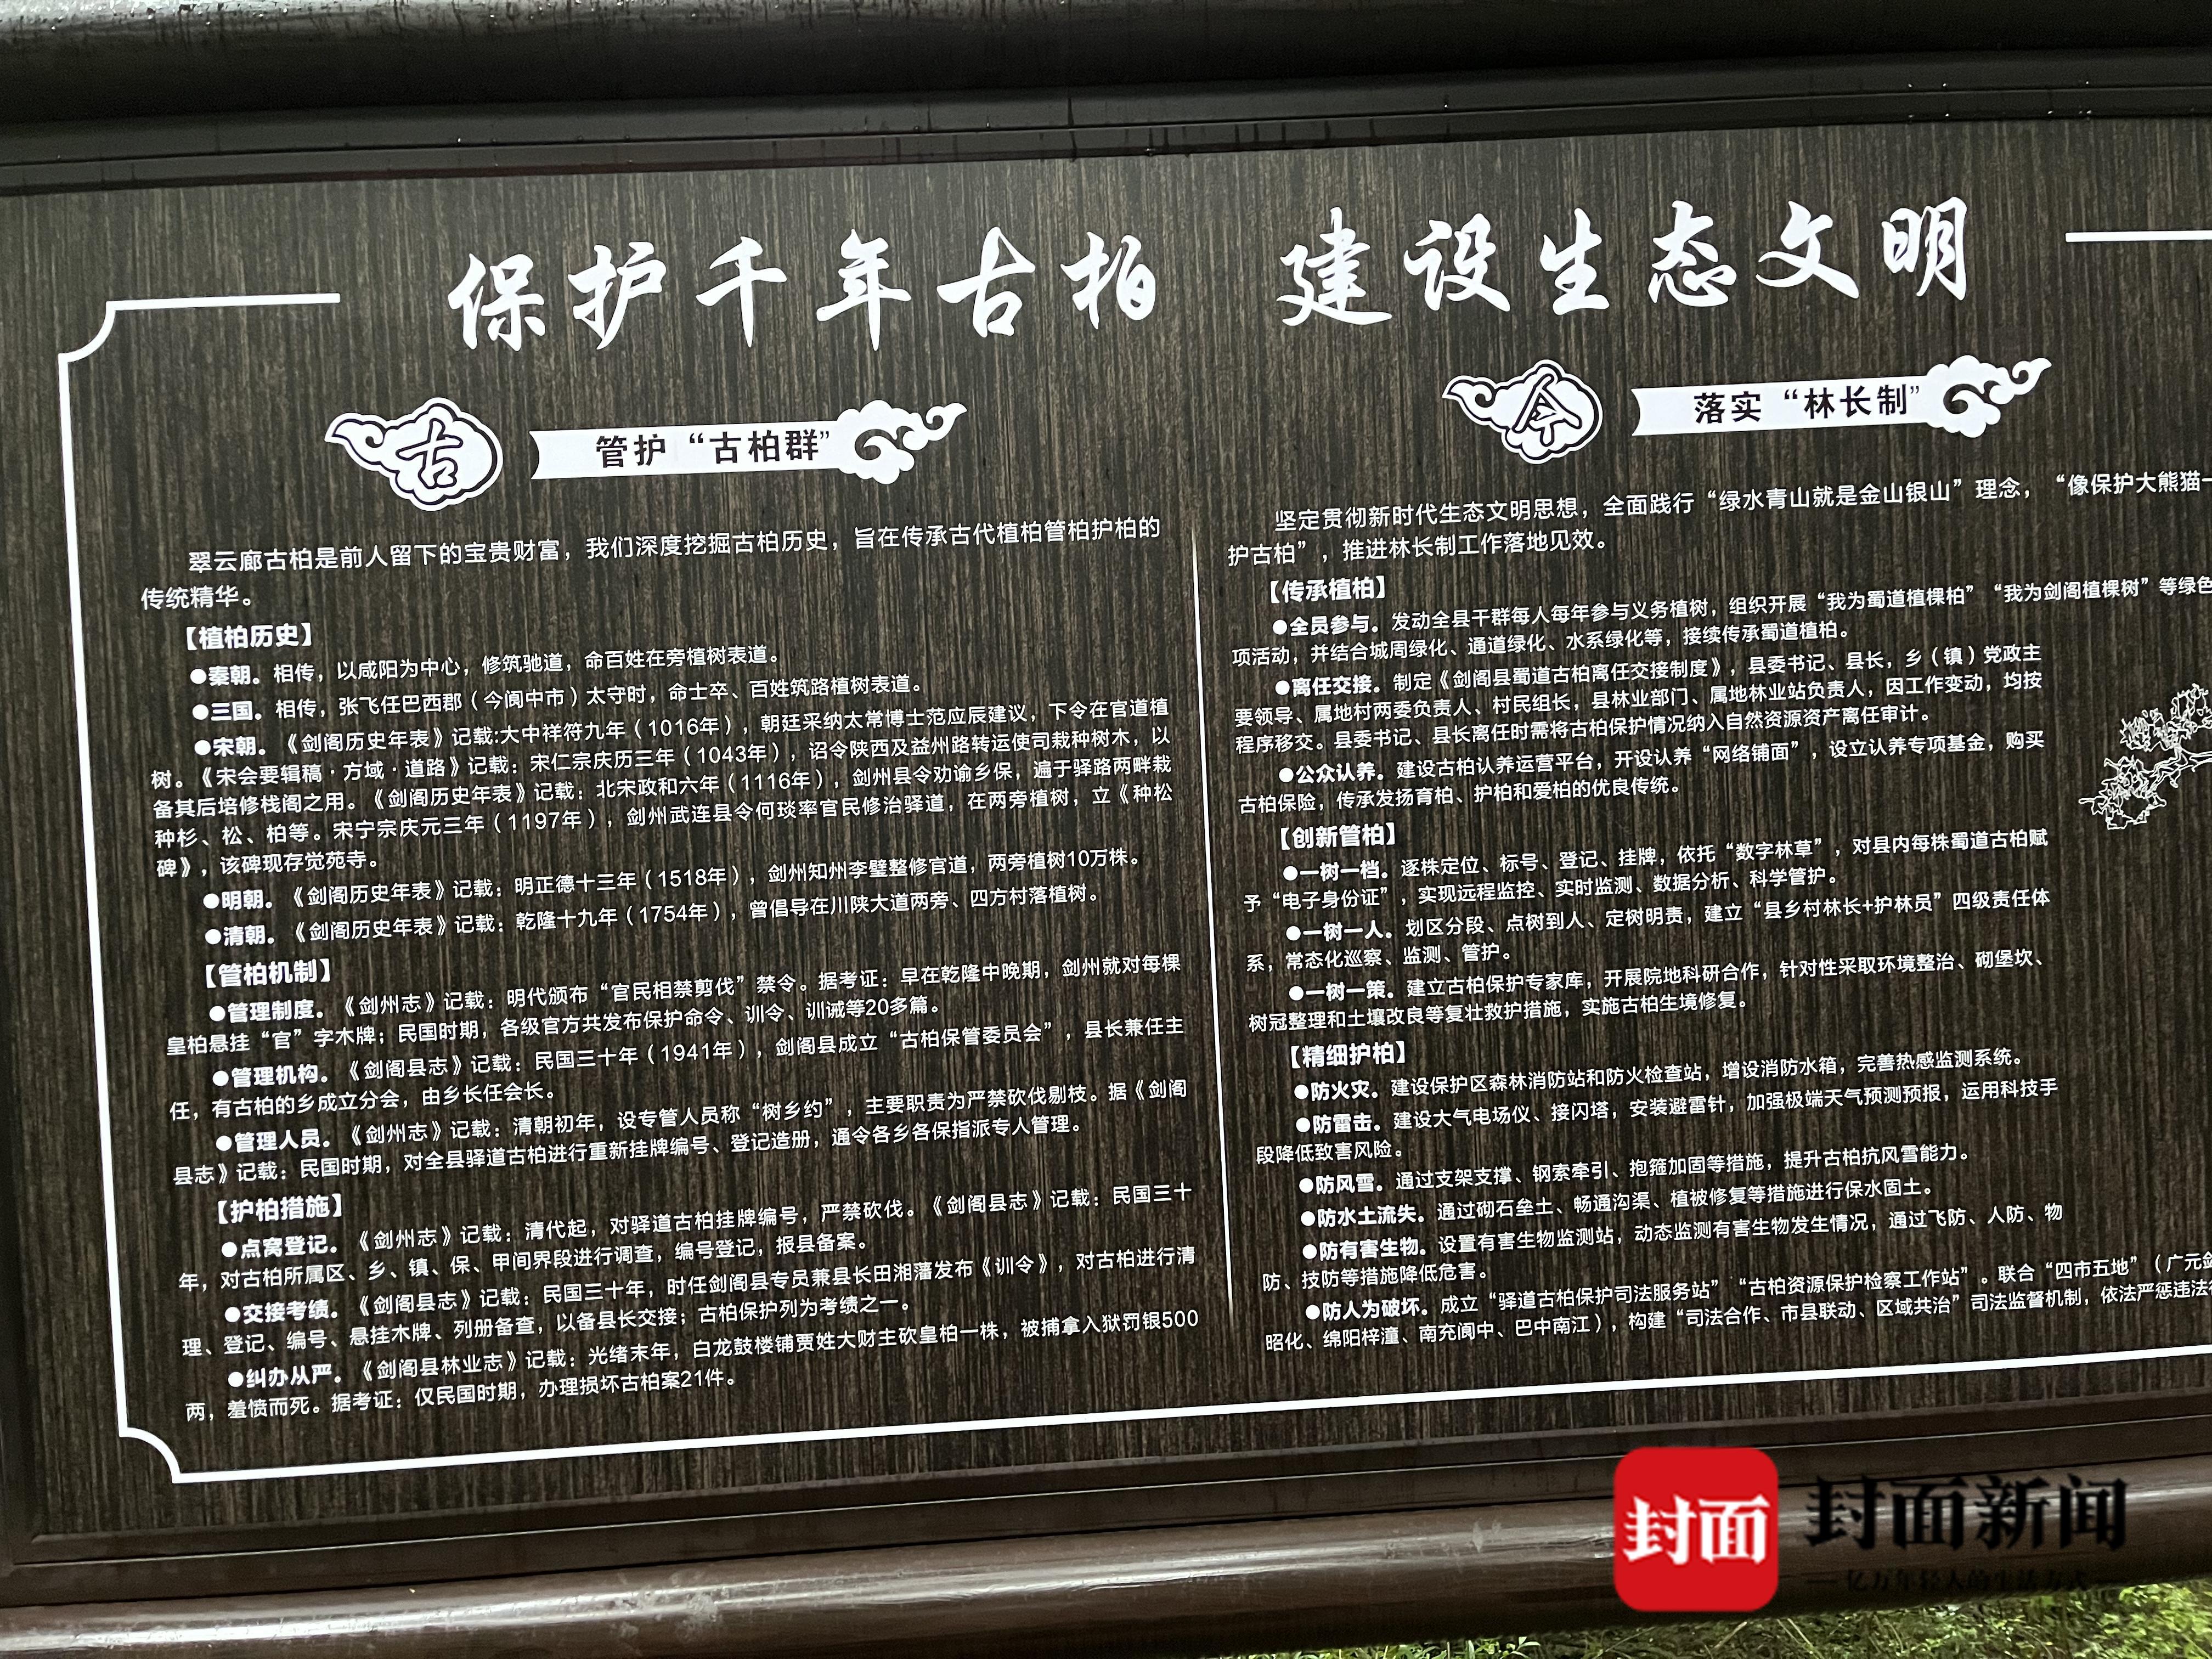 保护千年古柏 建设生态文明
古 管护“古柏群”
翠云廊古柏是前人留下的宝贵财富，我们深度挖掘古柏历史，旨在传承古代植柏管柏护柏的
传统精华。
【植柏历史】
●秦朝。相传，以咸阳为中心，修筑驰道，命百姓在旁植树表道。
●三国。相传，张飞任巴西郡（今阆中市）太守时，命士卒、百姓筑路植树表道。
●宋朝。《剑阁历史年表》记载:大中祥符九年（1016年），朝廷采纳太常博士范应辰建议，下令在官道植
树。《宋会要辑稿·方域·道路》记载：宋仁宗庆历三年（1043年），诏令陕西及益州路转运使司栽种树木，以
备其后培修栈阁之用。《剑阁历史年表》记载：北宋政和六年（1116年），剑州县令劝谕乡保，遍于驿路两畔栽
种杉、松、柏等。宋宁宗庆元三年（1197年），剑州武连县令何琰率官民修治驿道，在两旁植树，立《种松
碑》，该碑现存觉苑寺。
●明朝。《剑阁历史年表》记载：明正德十三年（1518年），剑州知州李璧整修官道，两旁植树10万株。
●清朝。《剑阁历史年表》记载：乾隆十九年（1754年），曾倡导在川陕大道两旁、四方村落植树。
【管柏机制】
●管理制度。《剑州志》记载：明代颁布“官民相禁剪伐”禁令。据考证：早在乾隆中晚期，剑州就对每棵
皇柏悬挂“官”字木牌；民国时期，各级官方共发布保护命令、训令、训诫等20多篇。
●管理机构。《剑阁县志》记载：民国三十年（1941年），剑阁县成立“古柏保管委员会”，县长兼任主
任，有古柏的乡成立分会，由乡长任会长。
●管理人员。《剑州志》记载：清朝初年，设专管人员称“树乡约”，主要职责为严禁砍伐剔枝。据《剑阁
县志》记载：民国时期，对全县驿道古柏进行重新挂牌编号、登记造册，通令各乡各保指派专人管理。
【护柏措施】
●点窝登记。《剑州志》记载：清代起，对驿道古柏挂牌编号，严禁砍伐。《剑阁县志》记载：民国三十
年，对古柏所属区、乡、镇、保、甲间界段进行调查，编号登记，报县备案。
●交接考绩。《剑阁县志》记载：民国三十年，时任剑阁县专员兼县长田湘藩发布《训令》，对古柏进行清
理、登记、编号、悬挂木牌、列册备查，以备县长交接；古柏保护列为考绩之一。
●纠办从严。《剑阁县林业志》记载：光绪末年，白龙鼓楼铺贾姓大财主砍皇柏一株，被捕拿入狱罚银500
两，羞愤而死。据考证：仅民国时期，办理损坏古柏案21件。
今 落实“林长制”
坚定贯彻新时代生态文明思想，全面践行“绿水青山就是金山银山”理念，“像保护大熊猫一
护古柏”，推进林长制工作落地见效。
【传承植柏】
●全员参与。发动全县干群每人每年参与义务植树，组织开展“我为蜀道植棵柏”“我为剑阁植棵树”等绿色
项活动，并结合城周绿化、通道绿化、水系绿化等，接续传承蜀道植柏。
●离任交接。制定《剑阁县蜀道古柏离任交接制度》，县委书记、县长，乡（镇）党政主
要领导、属地村两委负责人、村民组长，县林业部门、属地林业站负责人，因工作变动，均按
程序移交。县委书记、县长离任时需将古柏保护情况纳入自然资源资产离任审计。
●公众认养。建设古柏认养运营平台，开设认养“网络铺面”，设立认养专项基金，购买
古柏保险，传承发扬育柏、护柏和爱柏的优良传统。
【创新管柏】
●一树一档。逐株定位、标号、登记、挂牌，依托“数字林草”，对县内每株蜀道古柏赋
予“电子身份证”，实现远程监控、实时监测、数据分析、科学管护。
●一树一人。划区分段、点树到人、定树明责，建立“县乡村林长+护林员”四级责任体
系，常态化巡察、监测、管护。
●一树一策。建立古柏保护专家库，开展院地科研合作，针对性采取环境整治、砌堡坎、
树冠整理和土壤改良等复壮救护措施，实施古柏生境修复。
【精细护柏】
●防火灾。建设保护区森林消防站和防火检查站，增设消防水箱，完善热感监测系统。
●防雷击。建设大气电场仪、接闪塔，安装避雷针，加强极端天气预测预报，运用科技手
段降低致害风险。
●防风雪。通过支架支撑、钢索牵引、抱箍加固等措施，提升古柏抗风雪能力。
●防水土流失。通过砌石垒土、畅通沟渠、植被修复等措施进行保水固土。
●防有害生物。设置有害生物监测站，动态监测有害生物发生情况，通过飞防、人防、物
防、技防等措施降低危害。
●防人为破坏。成立“驿道古柏保护司法服务站”“古柏资源保护检察工作站”。联合“四市五地”（广元剑
昭化、绵阳梓潼、南充阆中、巴中南江），构建“司法合作、市县联动、区域共治”司法监督机制，依法严惩违法
封面 封面新闻
亿万年轻人的生活方式